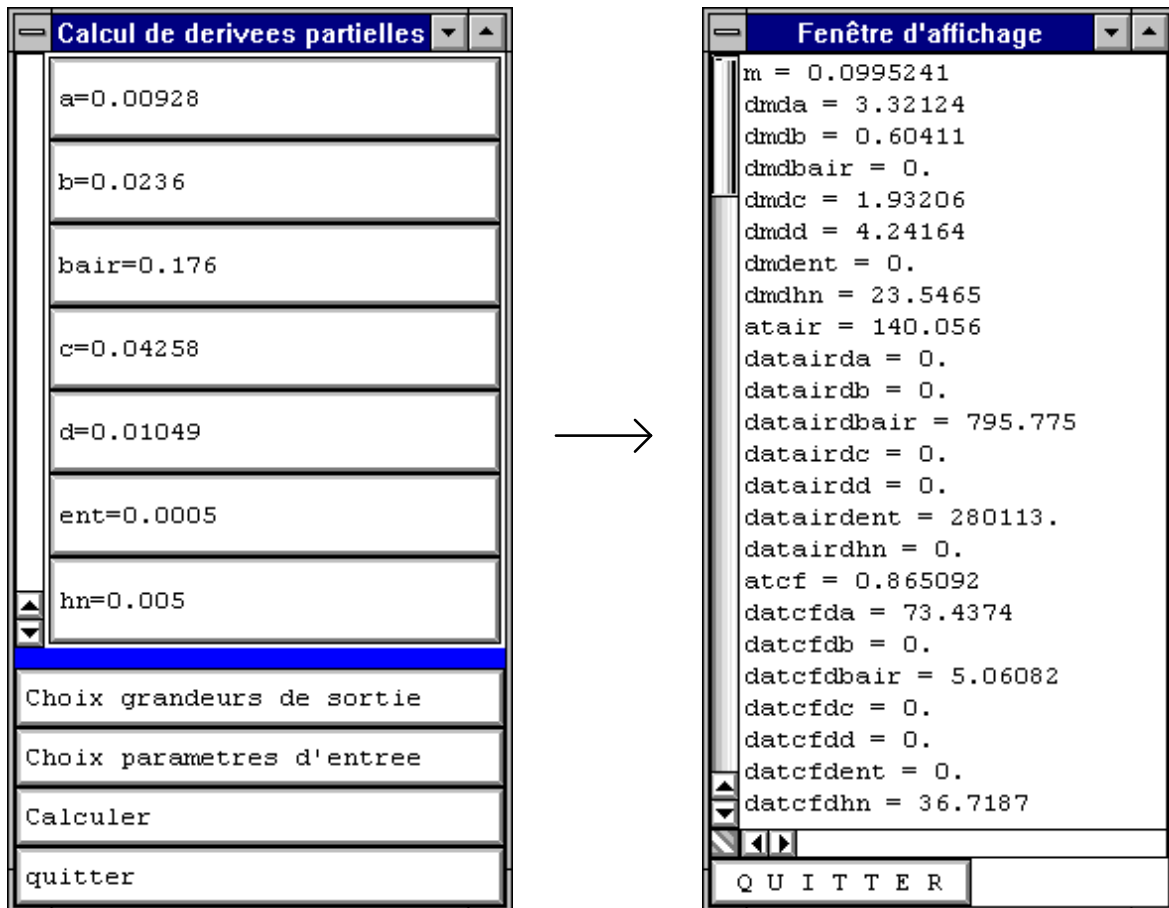 Calcul de derivees partielles
a=0.00928
b=0.0236
bair=0.176
c=0.04258
d=0.01049
ent=0.0005
hn=0.005
Choix grandeurs de sortie
Choix parametres d'entree
Calculer
quitter
Fenêtre d'affichage
m = 0.0995241
dmda = 3.32124
dmdb = 0.60411
dmdbair = 0.
dmdc = 1.93206
dmdd = 4.24164
dmdent = 0.
dmdhn = 23.5465
atair = 140.056
datairda = 0.
datairdb = 0.
datairdbair = 795.775
datairdc = 0.
datairdd = 0.
datairdent = 280113.
datairdhn = 0.
atcf = 0.865092
datcfda = 73.4374
datcfdb = 0.
datcfdbair = 5.06082
datcfdc = 0.
datcfdd = 0.
datcfdent = 0.
datcfdhn = 36.7187
Q U I T T E R